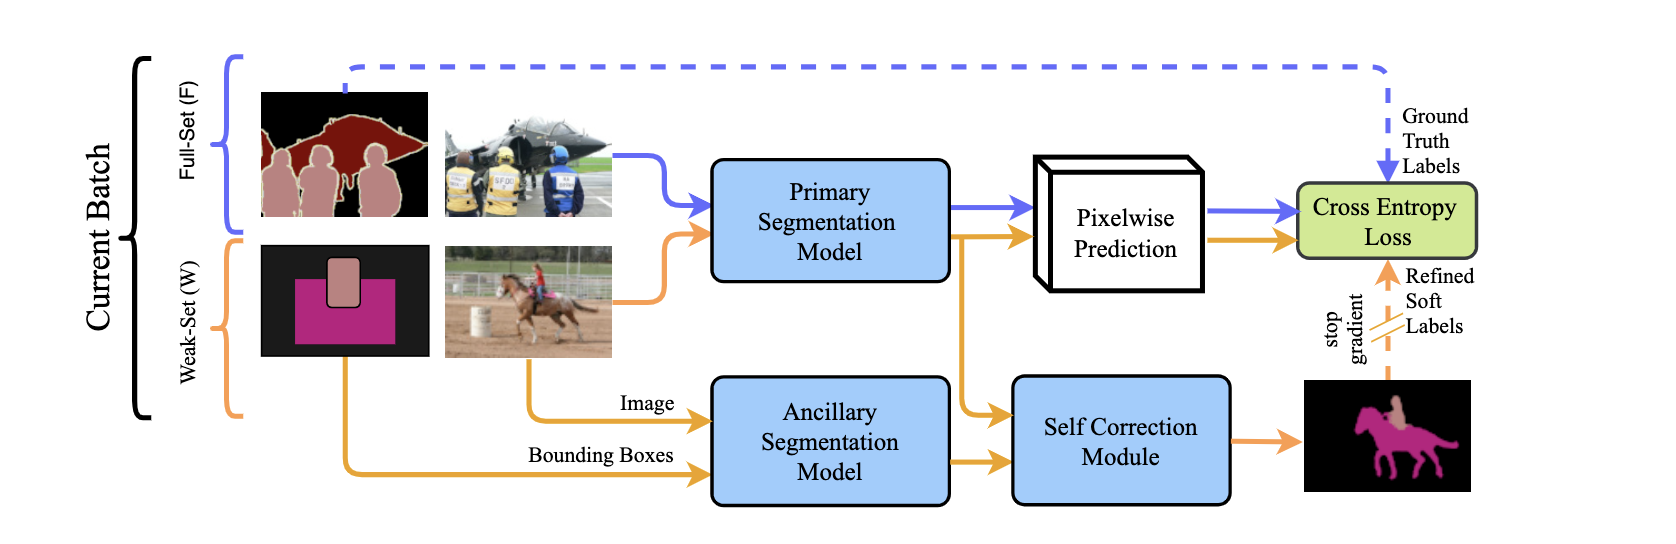 Current Batch
Full-Set (F)
Weak-Set (W)
Primary
Segmentation
Model
Pixelwise
Prediction
Ground
Truth
Labels
Cross Entropy
Loss
Refined
Soft
Labels
stop
gradient
Image
Bounding Boxes
Ancillary
Segmentation
Model
Self Correction
Module